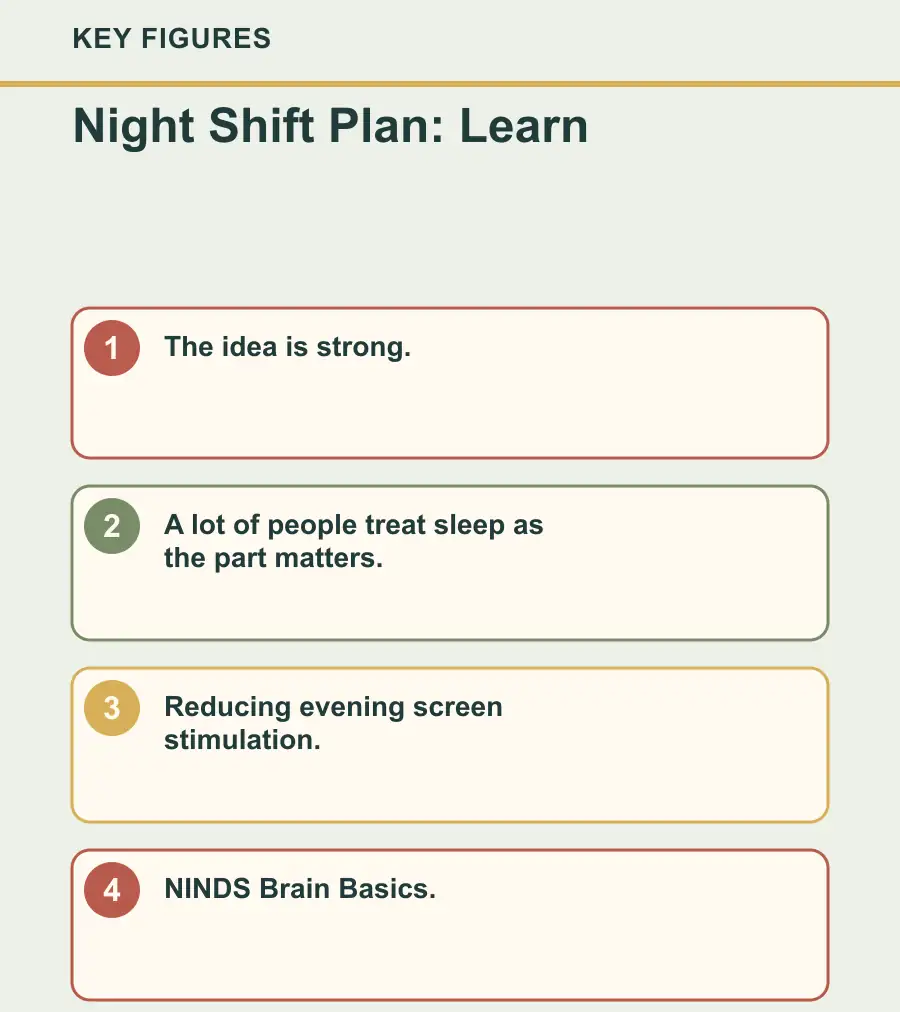 KEY FIGURES
Night Shift Plan: Learn
1
The idea is strong.
2
A lot of people treat sleep as
the part matters.
3
Reducing evening screen
stimulation.
4
NINDS Brain Basics.